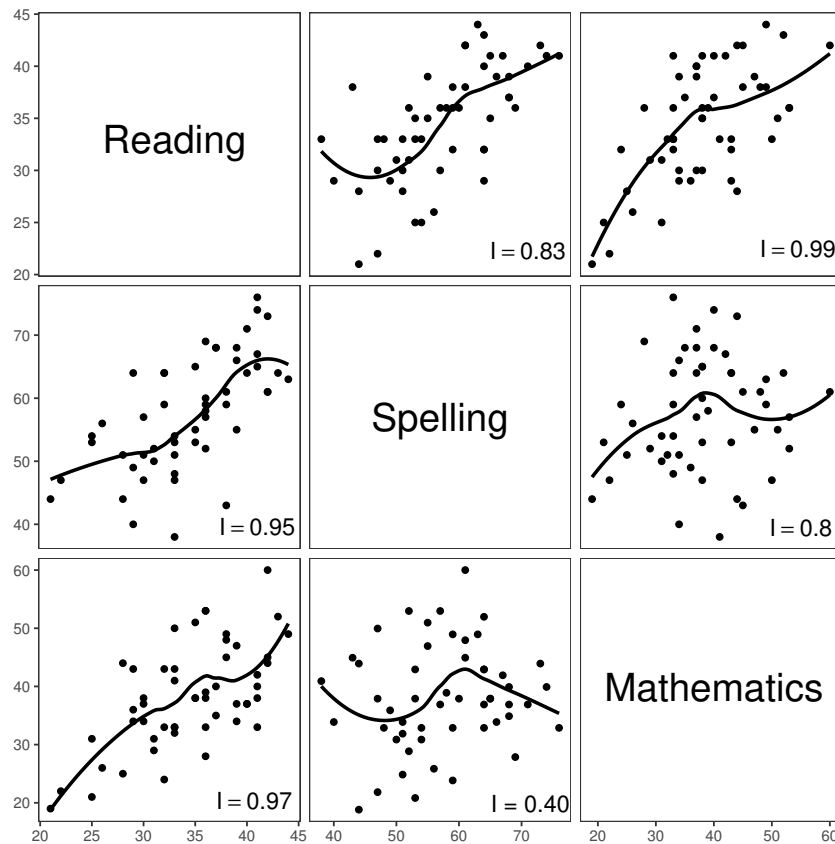 45
40
35
30
25
20
Reading
I = 0.83
I = 0.99
70
60
50
40
I = 0.95
Spelling
I = 0.8
60
50
40
30
20
I = 0.97
I = 0.40
Mathematics
20 25 30 35 40 45
40 50 60 70
20 30 40 50 60